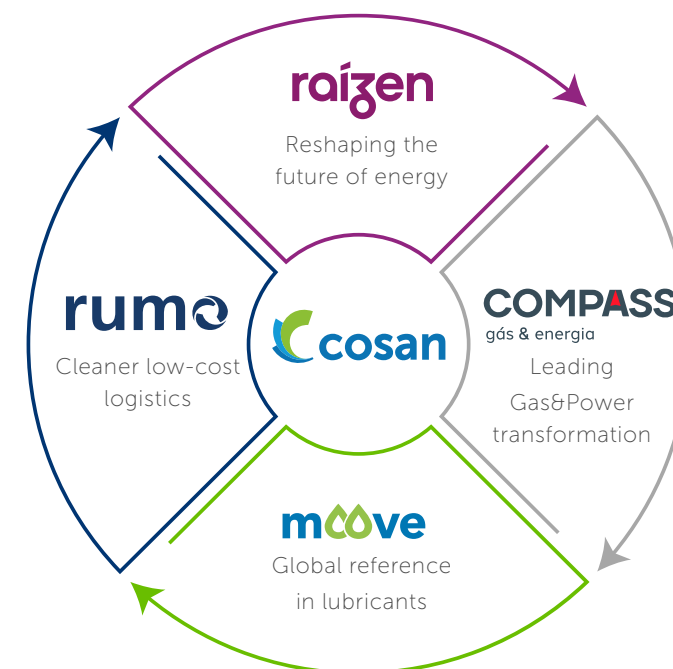 raízen
Reshaping the
future of energy
rumo
Cleaner low-cost
logistics
cosan
COMPASS
gás & energia
Leading
Gas&Power
transformation
moove
Global reference
in lubricants